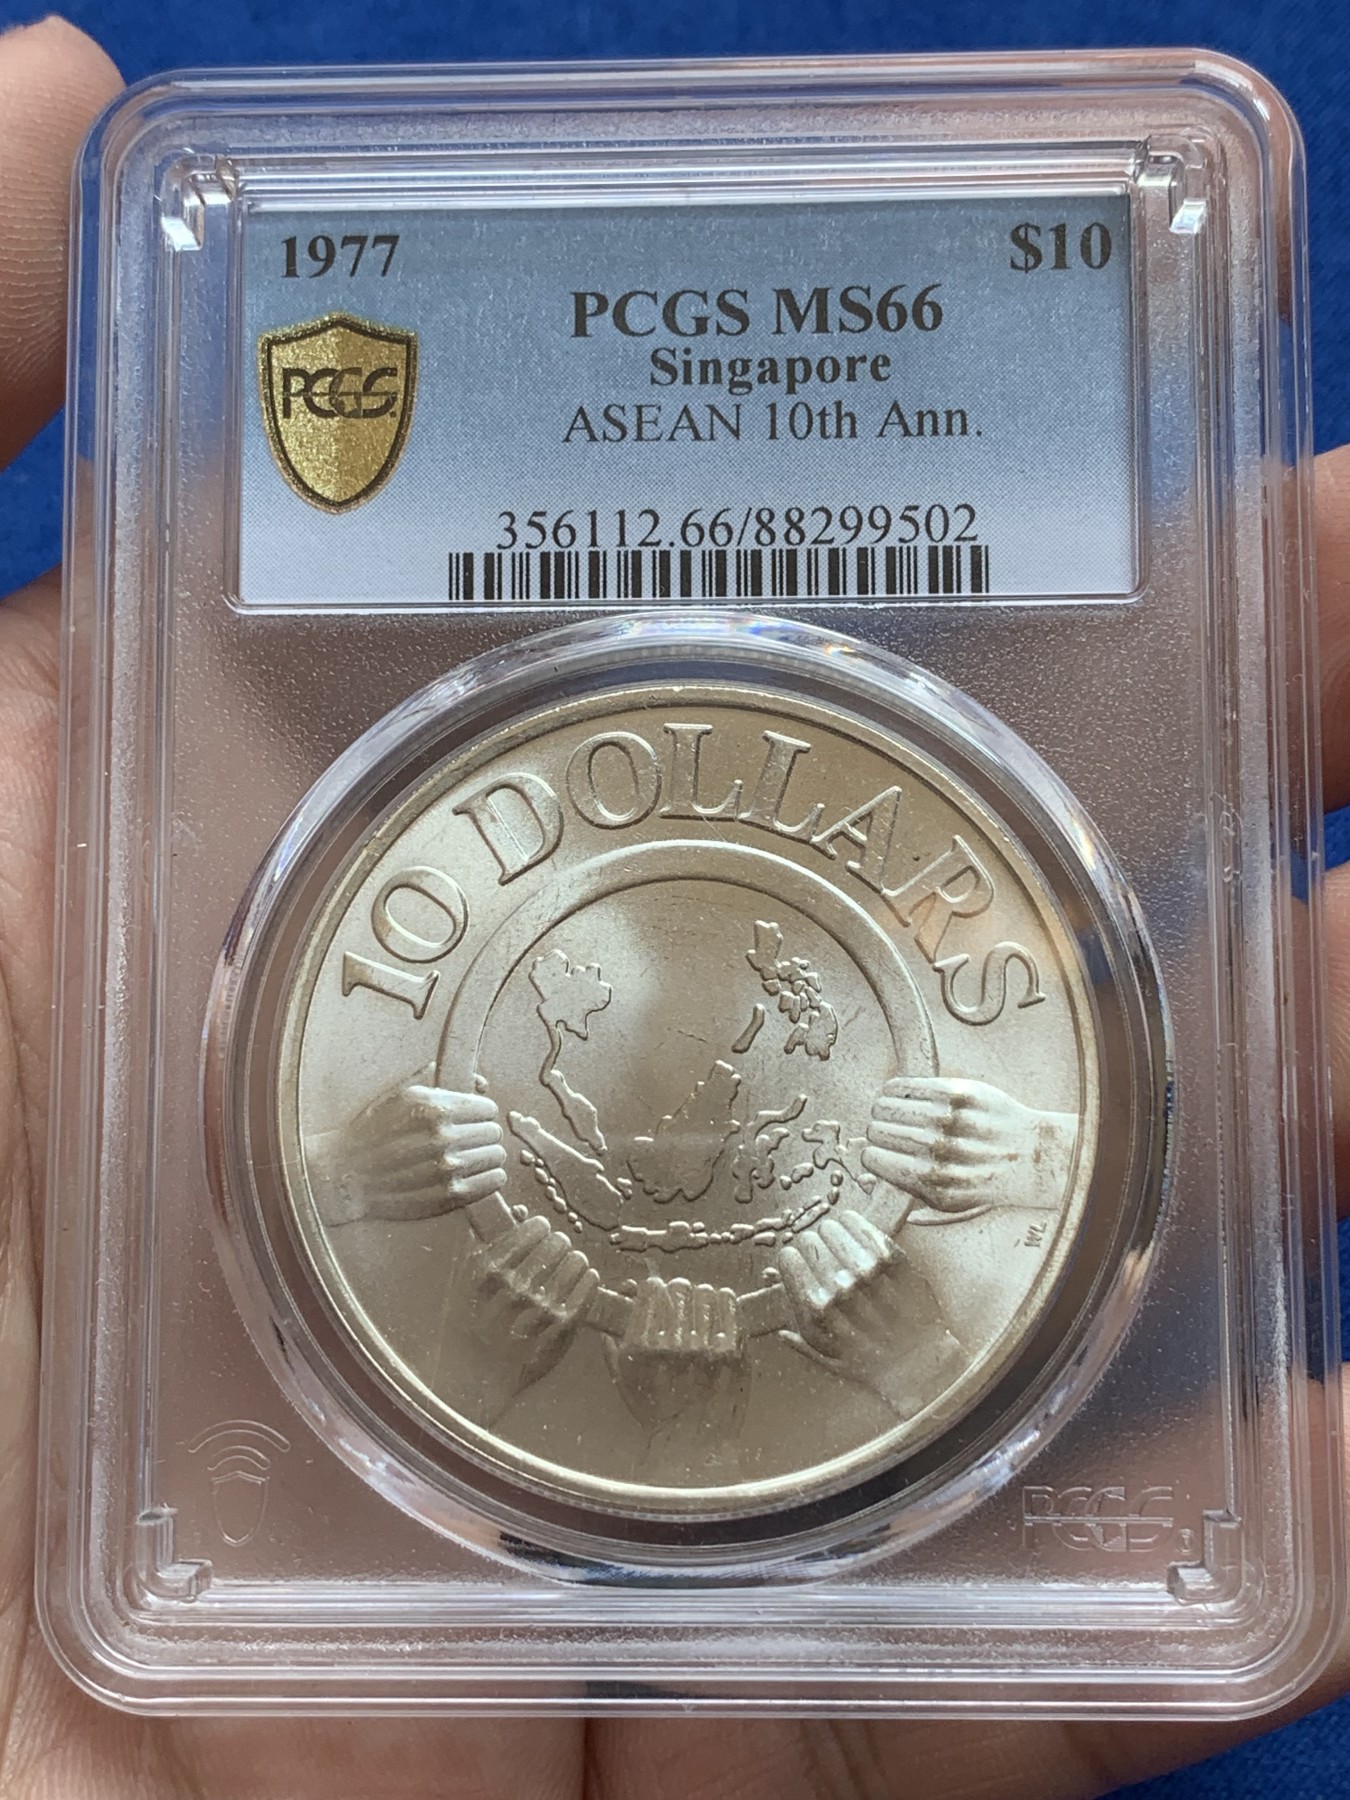 1977
$10
PCGS MS66
Singapore
ASEAN 10th Ann.
PCGS
356112.66/88299502
10 DOLLARS
WL
PCGS